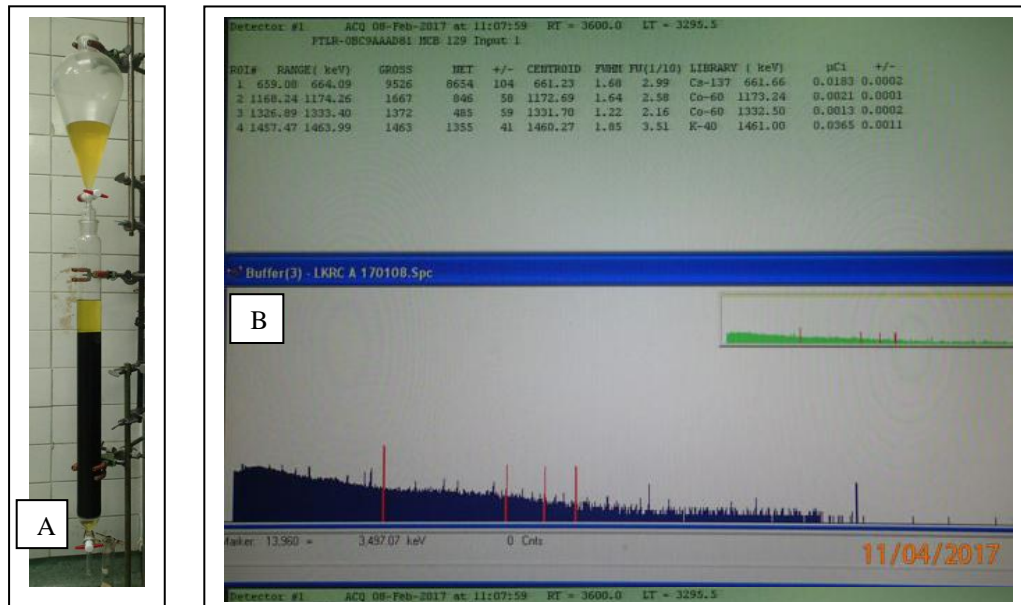 A
Detector #1 ACQ 08-Feb-2017 at 11:07:59 RT = 3600.0 LT = 3295.5
MCB 129 Input 1
ROI# RANGE( keV) GROSS NET +/- CENTROID FWHM FW(1/10) LIBRARY ( keV) µCi +/-
1 659.08 664.09 9526 8654 104 661.23 1.68 2.99 Cs-137 661.66 0.0183 0.0002
2 1168.24 1174.26 1667 846 58 1172.69 1.64 2.58 Co-60 1173.24 0.0021 0.0001
3 1326.89 1333.40 1372 485 59 1331.70 1.22 2.16 Co-60 1332.50 0.0013 0.0002
4 1457.47 1463.99 1463 1355 41 1460.27 1.85 3.51 K-40 1461.00 0.0365 0.0011
Buffer(3) - LKRC A 170108.Spc
B
Marker: 13,960 = 3,497.07 keV 0 Cnts
11/04/2017
Detector #1 ACQ 08-Feb-2017 at 11:07:59 RT = 3600.0 LT = 3295.5